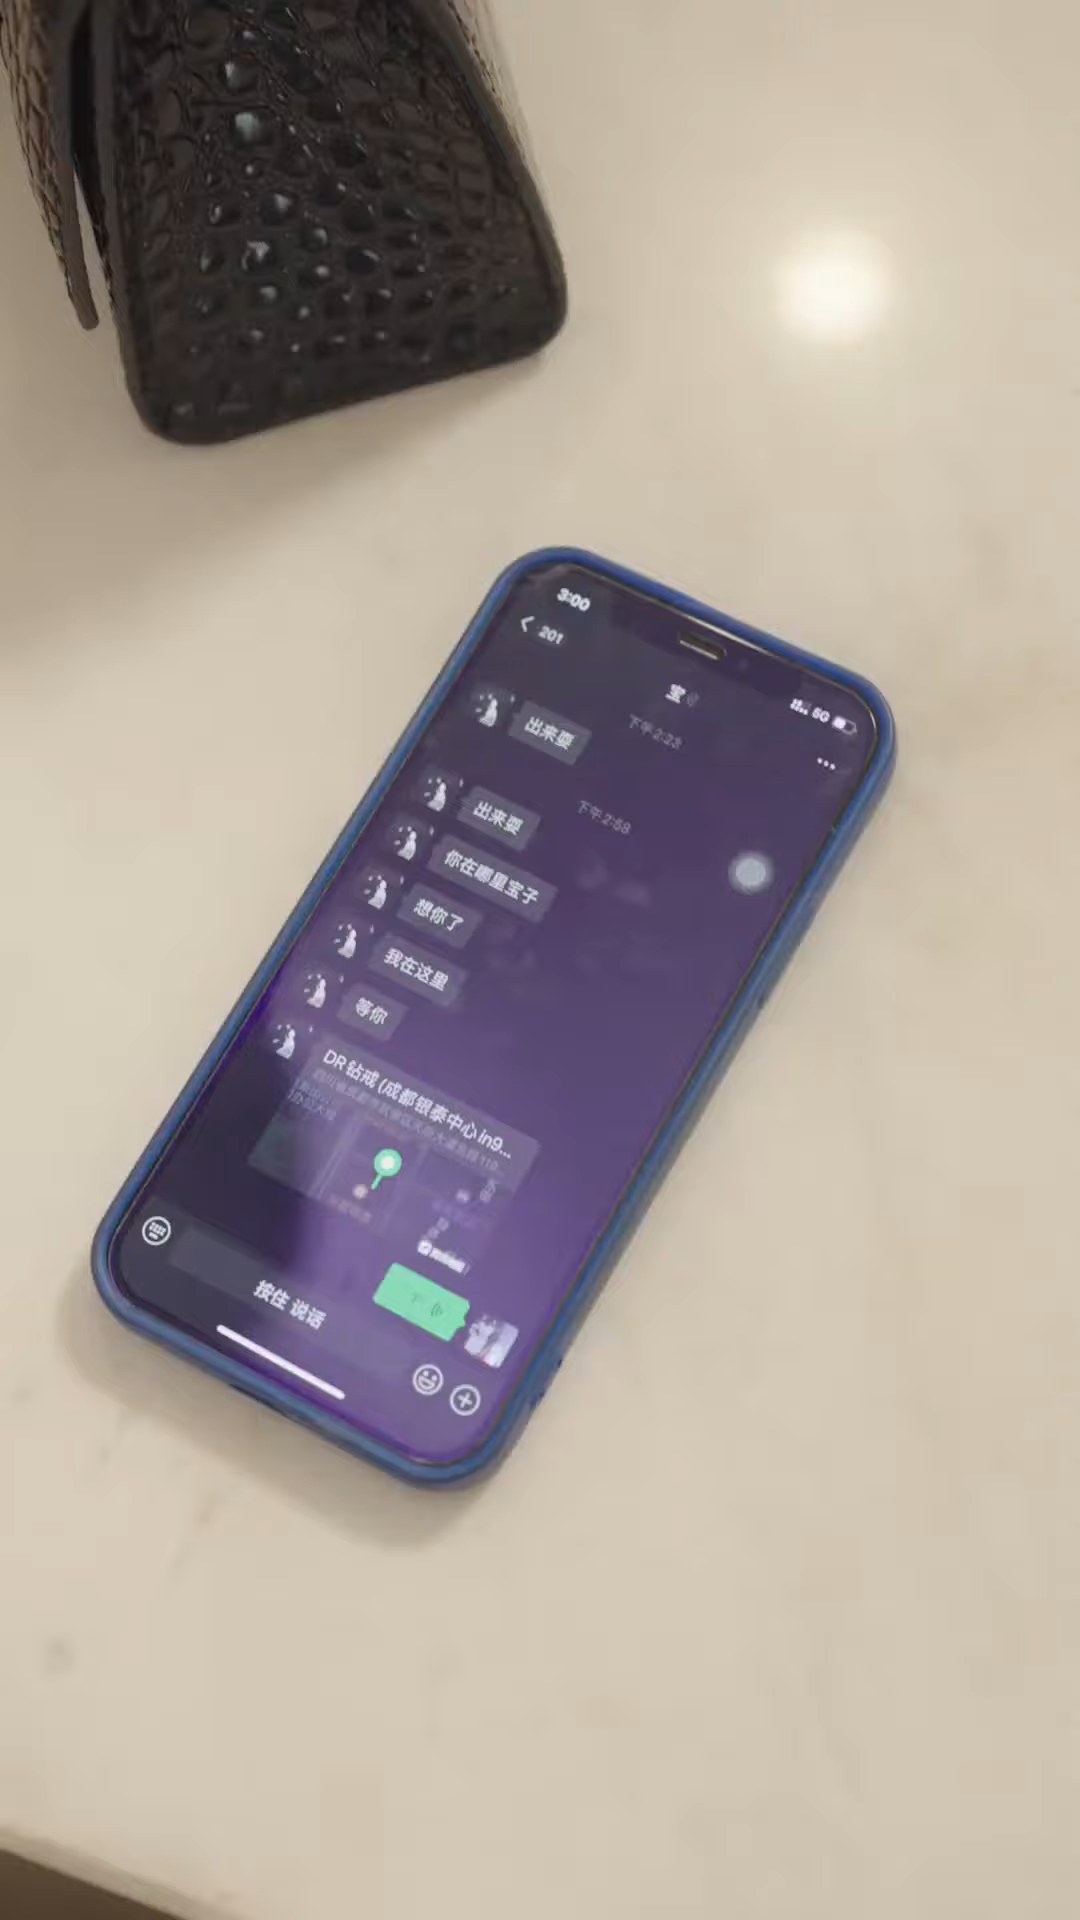 3:00
201
5G
宝
下午2:23
出来耍
下午2:58
出来耍
你在哪里宝子
想你了
我在这里
等你
DR钻戒 (成都银泰中心in9...
按住 说话